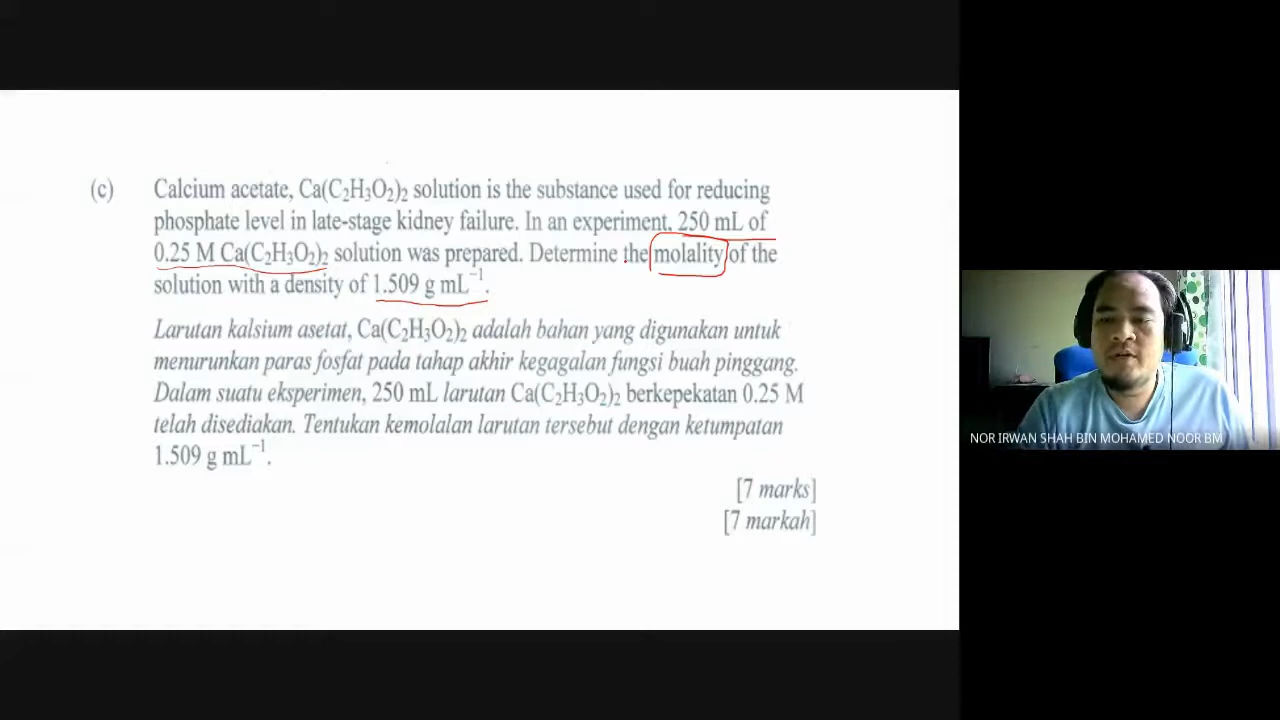 (c) Calcium acetate, Ca(C₂H₃O₂)₂ solution is the substance used for reducing
phosphate level in late-stage kidney failure. In an experiment, 250 mL of
0.25 M Ca(C₂H₃O₂)₂ solution was prepared. Determine the molality of the
solution with a density of 1.509 g mL⁻¹.
Larutan kalsium asetat, Ca(C₂H₃O₂)₂ adalah bahan yang digunakan untuk
menurunkan paras fosfat pada tahap akhir kegagalan fungsi buah pinggang.
Dalam suatu eksperimen, 250 mL larutan Ca(C₂H₃O₂)₂ berkepekatan 0.25 M
telah disediakan. Tentukan kemolalan larutan tersebut dengan ketumpatan
1.509 g mL⁻¹.
[7 marks]
[7 markah]
NOR IRWAN SHAH BIN MOHAMED NOOR BM